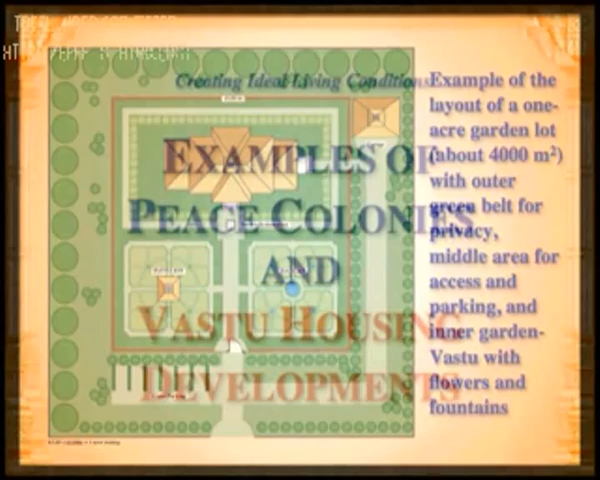 Creating Ideal Living Conditions
EXAMPLES OF
PEACE COLONIES
AND
VASTU HOUSING
DEVELOPMENTS
Example of the
layout of a one-
acre garden lot
(about 4000 m²)
with outer
green belt for
privacy,
middle area for
access and
parking, and
inner garden-
Vastu with
flowers and
fountains